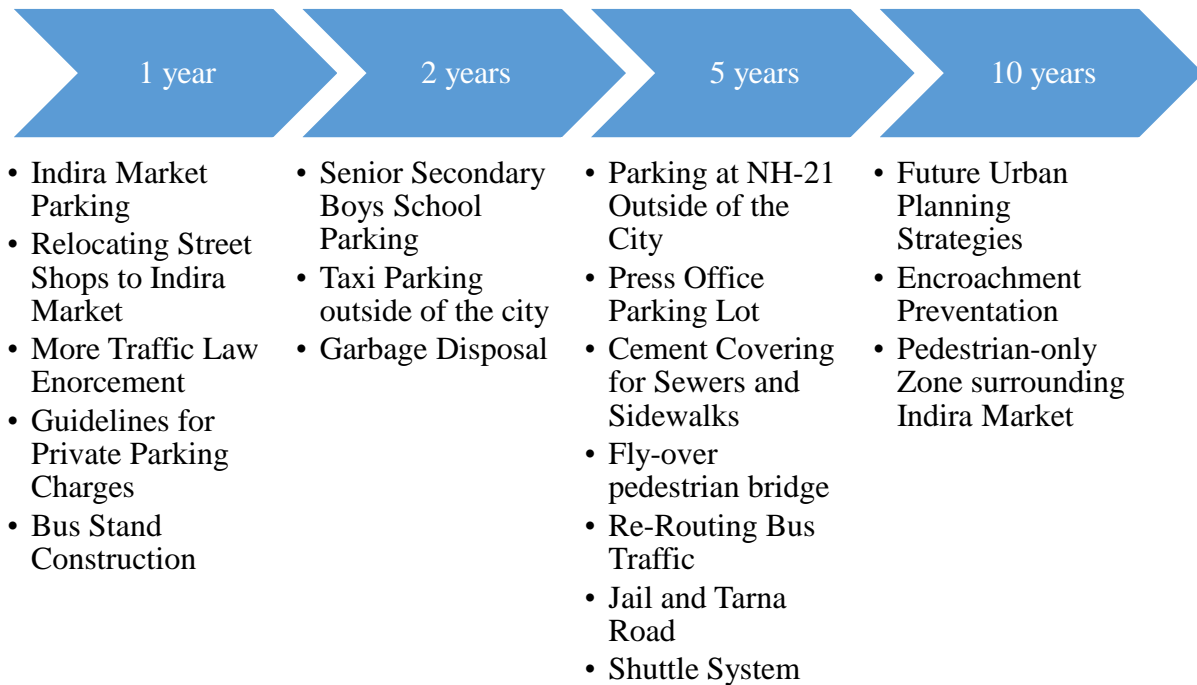 1 year
• Indira Market
Parking
• Relocating Street
Shops to Indira
Market
• More Traffic Law
Enorcement
• Guidelines for
Private Parking
Charges
• Bus Stand
Construction
2 years
• Senior Secondary
Boys School
Parking
• Taxi Parking
outside of the city
• Garbage Disposal
5 years
• Parking at NH-21
Outside of the
City
• Press Office
Parking Lot
• Cement Covering
for Sewers and
Sidewalks
• Fly-over
pedestrian bridge
• Re-Routing Bus
Traffic
• Jail and Tarna
Road
• Shuttle System
10 years
• Future Urban
Planning
Strategies
• Encroachment
Preventation
• Pedestrian-only
Zone surrounding
Indira Market